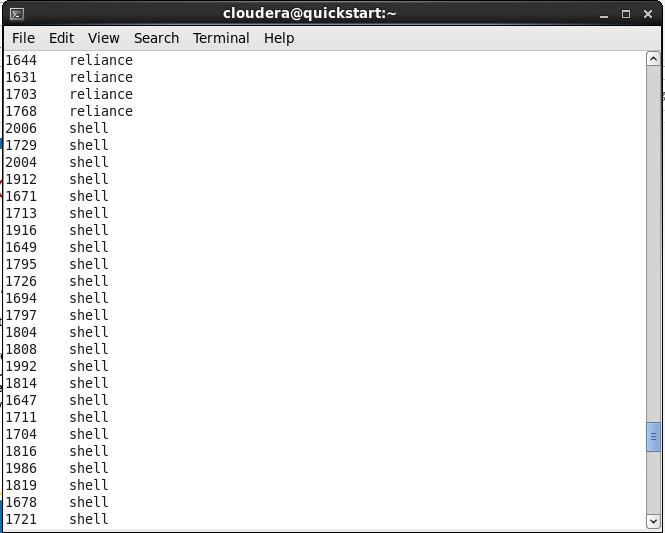 cloudera@quickstart:~
File Edit View Search Terminal Help
1644 reliance
1631 reliance
1703 reliance
1768 reliance
2006 shell
1729 shell
2004 shell
1912 shell
1671 shell
1713 shell
1916 shell
1649 shell
1795 shell
1726 shell
1694 shell
1797 shell
1804 shell
1808 shell
1992 shell
1814 shell
1647 shell
1711 shell
1704 shell
1816 shell
1986 shell
1819 shell
1678 shell
1721 shell